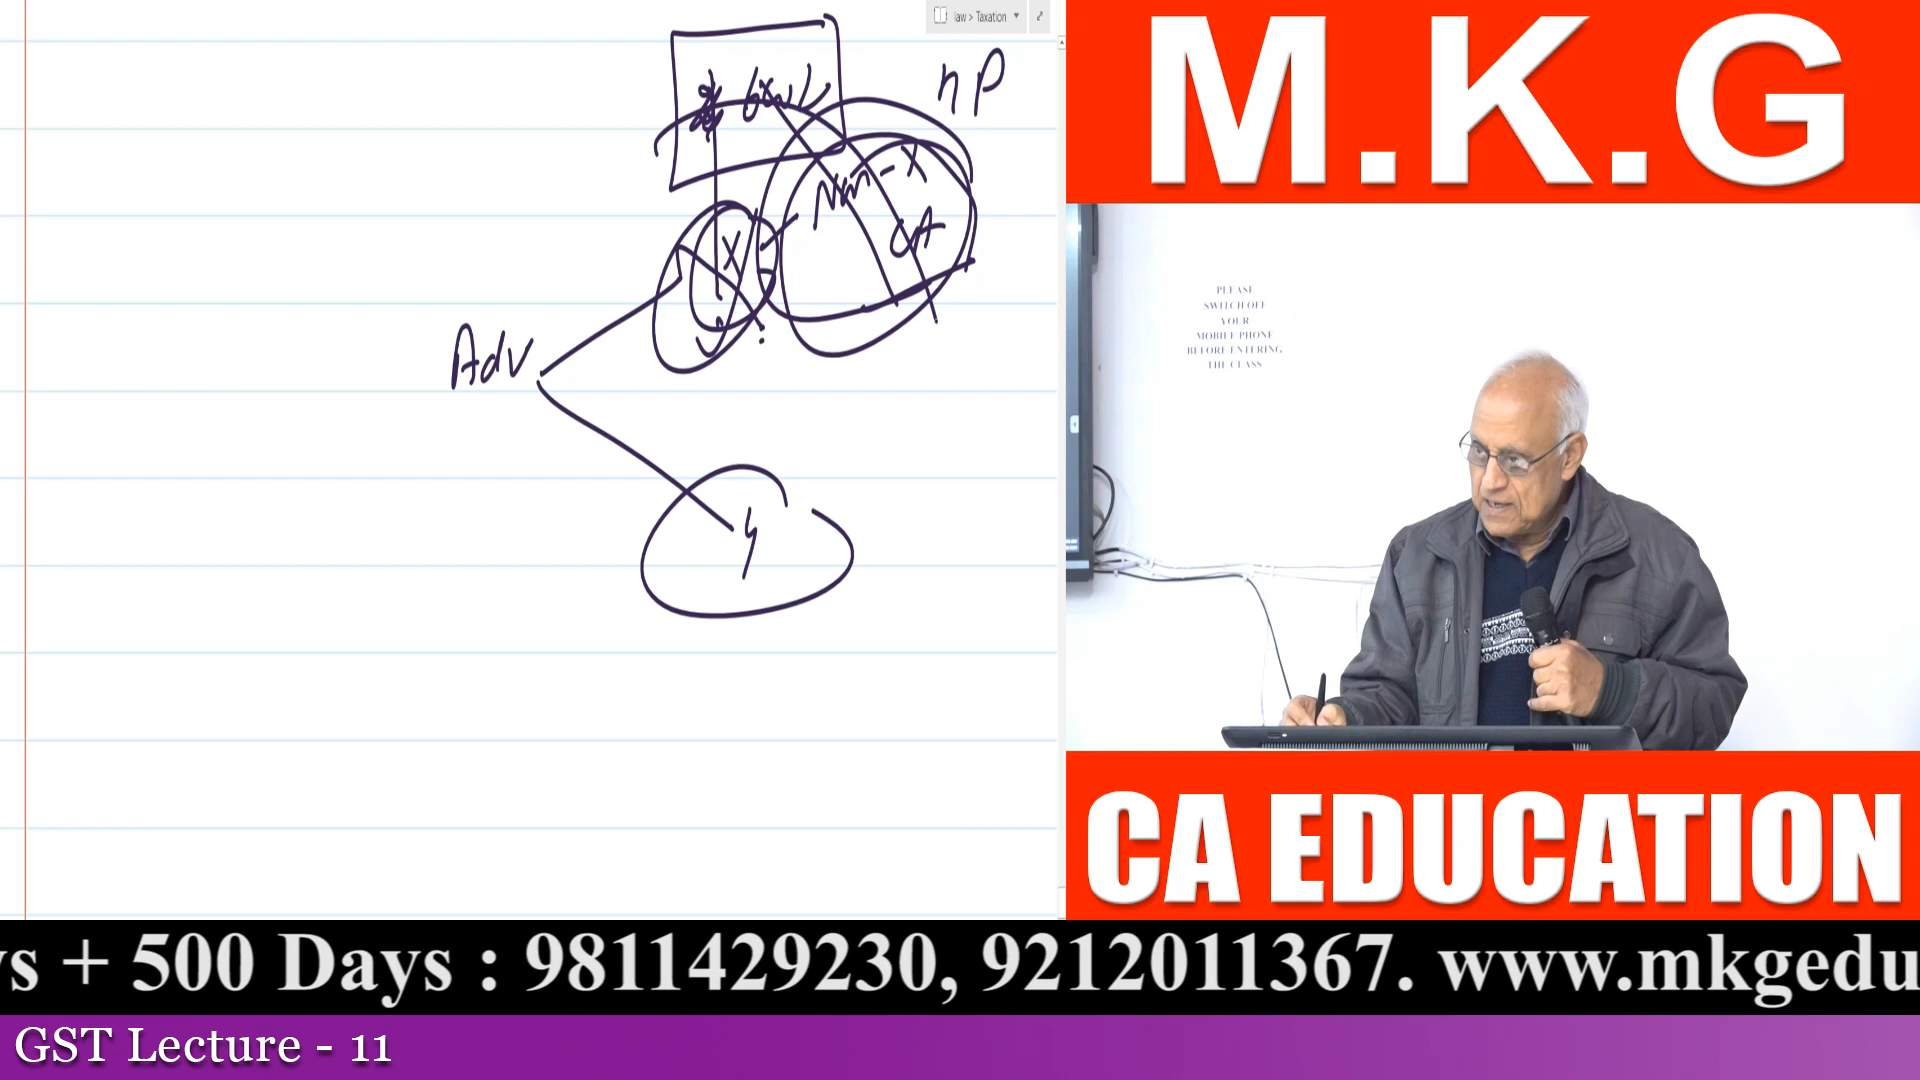 law > Taxation
n P
Non - X
CA
X
Adv
y
M.K.G
PLEASE
SWITCH OFF
YOUR
MOBILE PHONE
BEFORE ENTERING
THE CLASS
CA EDUCATION
ys + 500 Days : 9811429230, 9212011367. www.mkgedu
GST Lecture - 11